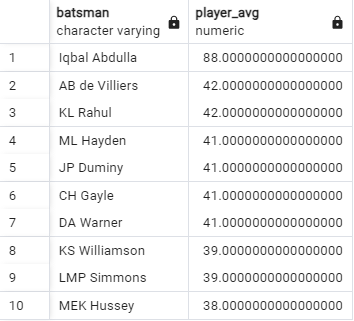 batsman player_avg
character varying numeric
1 Iqbal Abdulla 88.0000000000000000
2 AB de Villiers 42.0000000000000000
3 KL Rahul 42.0000000000000000
4 ML Hayden 41.0000000000000000
5 JP Duminy 41.0000000000000000
6 CH Gayle 41.0000000000000000
7 DA Warner 41.0000000000000000
8 KS Williamson 39.0000000000000000
9 LMP Simmons 39.0000000000000000
10 MEK Hussey 38.0000000000000000